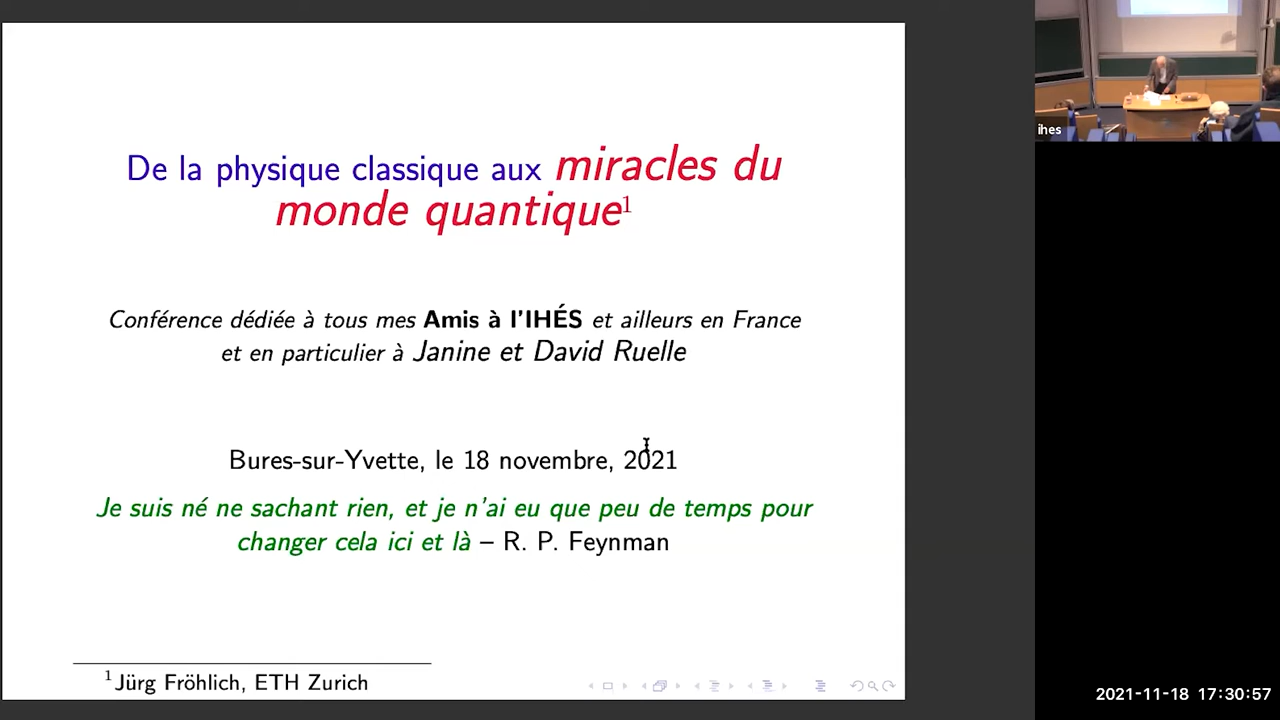 De la physique classique aux miracles du
monde quantique¹
Conférence dédiée à tous mes Amis à l'IHÉS et ailleurs en France
et en particulier à Janine et David Ruelle
Bures-sur-Yvette, le 18 novembre, 2021
Je suis né ne sachant rien, et je n'ai eu que peu de temps pour
changer cela ici et là – R. P. Feynman
¹Jürg Fröhlich, ETH Zurich
ihes
2021-11-18 17:30:57